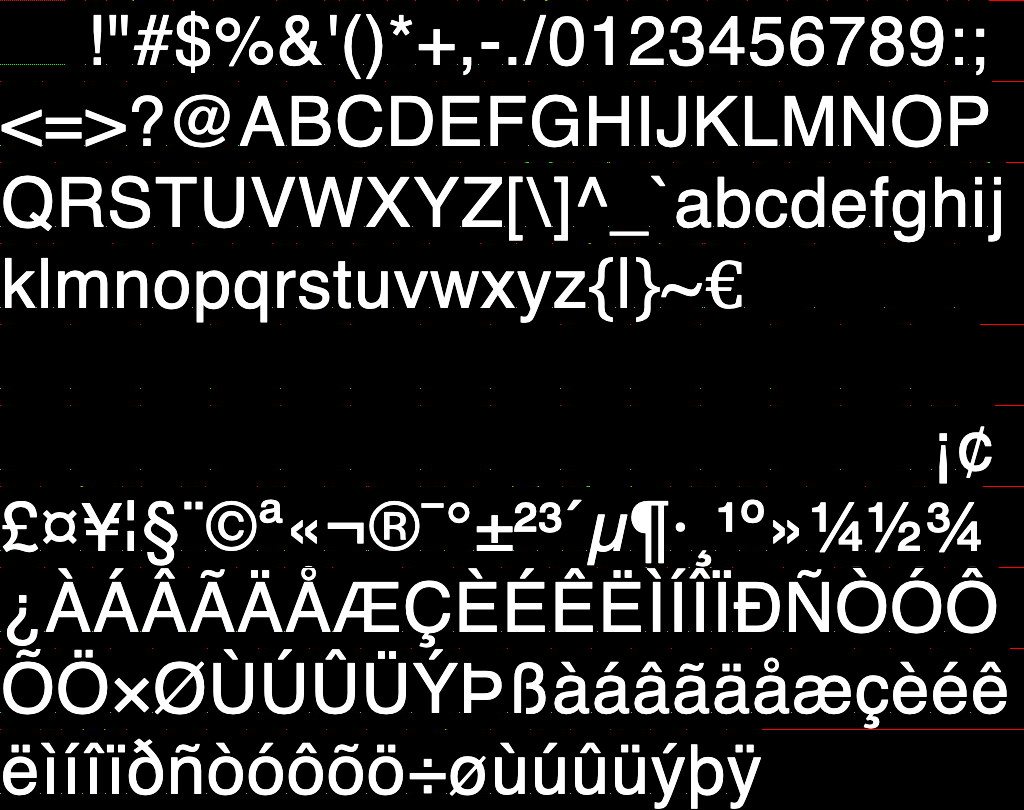 !"#$%&'()*+,-./0123456789:;
<=>?@ABCDEFGHIJKLMNOP
QRSTUVWXYZ[\]^_`abcdefghij
klmnopqrstuvwxyz{|}~€
¡¢
£¤¥¦§¨©ª«¬®¯°±²³´µ¶·¸¹º»¼½¾
¿ÀÁÂÃÄÅÆÇÈÉÊËÌÍÎÏÐÑÒÓÔ
ÕÖ×ØÙÚÛÜÝÞßàáâãäåæçèéê
ëìíîïðñòóôõö÷øùúûüýþÿ